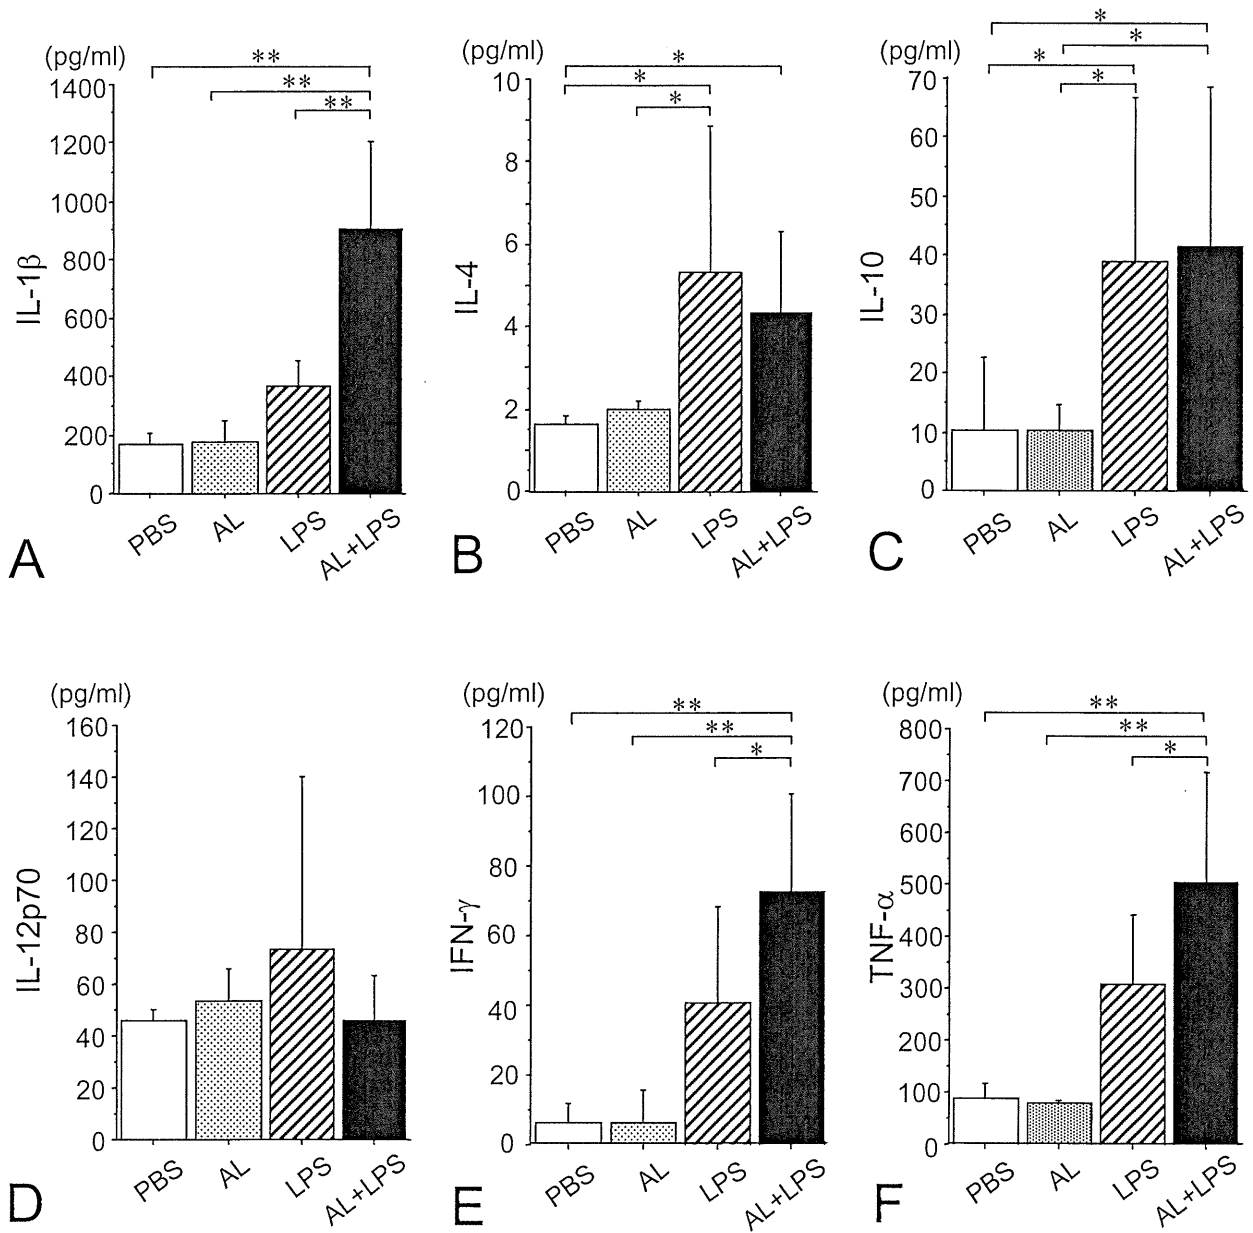 (pg/ml)
** ** **
1400
1200
1000
800
600
400
200
0
IL-1β
PBS AL LPS AL+LPS
A
(pg/ml)
* * *
10
8
6
4
2
0
IL-4
PBS AL LPS AL+LPS
B
(pg/ml)
* * * *
70
60
50
40
30
20
10
0
IL-10
PBS AL LPS AL+LPS
C
(pg/ml)
160
140
120
100
80
60
40
20
0
IL-12p70
PBS AL LPS AL+LPS
D
(pg/ml)
** ** *
120
100
80
60
40
20
0
IFN-γ
PBS AL LPS AL+LPS
E
(pg/ml)
** ** *
800
700
600
500
400
300
200
100
0
TNF-α
PBS AL LPS AL+LPS
F